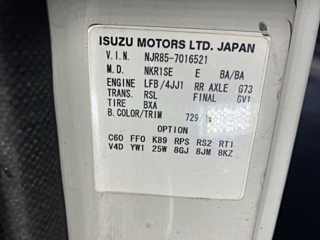 ISUZU MOTORS LTD. JAPAN
V.I.N. NJR85-7016521
M.D. NKR1SE E BA/BA
ENGINE LFB/4JJ1 RR AXLE G73
TRANS. RSL FINAL GV1
TIRE BXA
B.COLOR/TRIM 729/
OPTION
C60 FF0 K89 RPS RS2 RT1
V4D YW1 25W 8GJ 8JM 8KZ